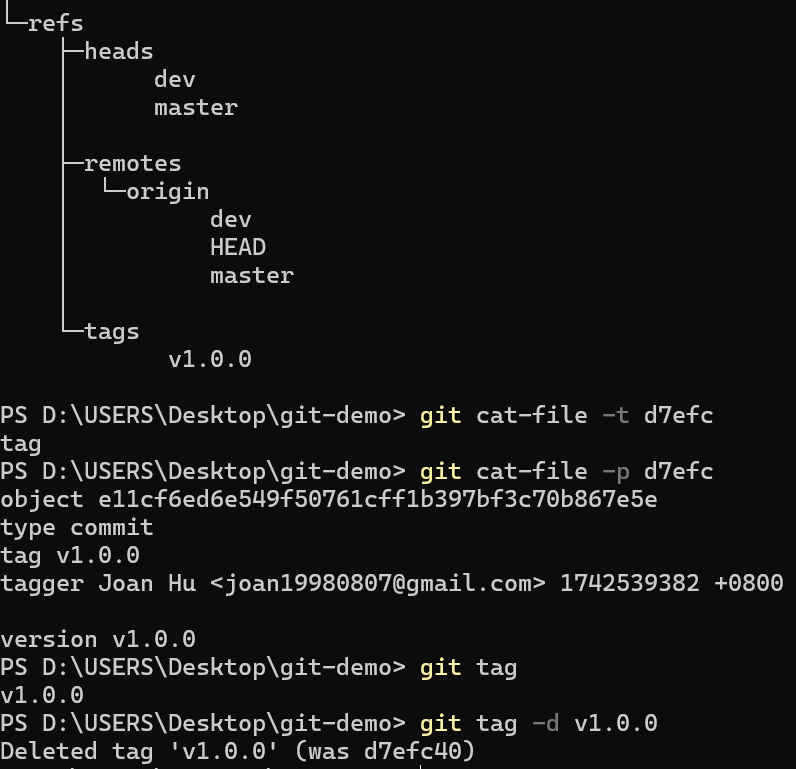 └─refs
├─heads
dev
master
├─remotes
└─origin
dev
HEAD
master
└─tags
v1.0.0
PS D:\USERS\Desktop\git-demo> git cat-file -t d7efc
tag
PS D:\USERS\Desktop\git-demo> git cat-file -p d7efc
object e11cf6ed6e549f50761cff1b397bf3c70b867e5e
type commit
tag v1.0.0
tagger Joan Hu <joan19980807@gmail.com> 1742539382 +0800
version v1.0.0
PS D:\USERS\Desktop\git-demo> git tag
v1.0.0
PS D:\USERS\Desktop\git-demo> git tag -d v1.0.0
Deleted tag 'v1.0.0' (was d7efc40)